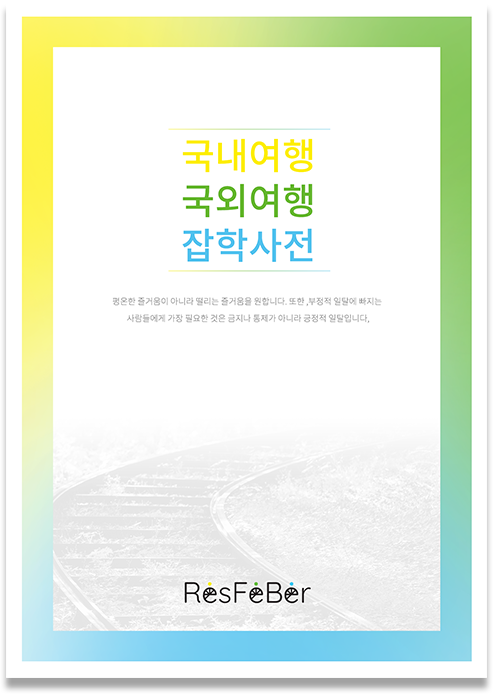 국내여행
국외여행
잡학사전
평온한 즐거움이 아니라 떨리는 즐거움을 원합니다. 또한 ,부정적 일탈에 빠지는
사람들에게 가장 필요한 것은 금지나 통제가 아니라 긍정적 일탈입니다,
ResFeBer